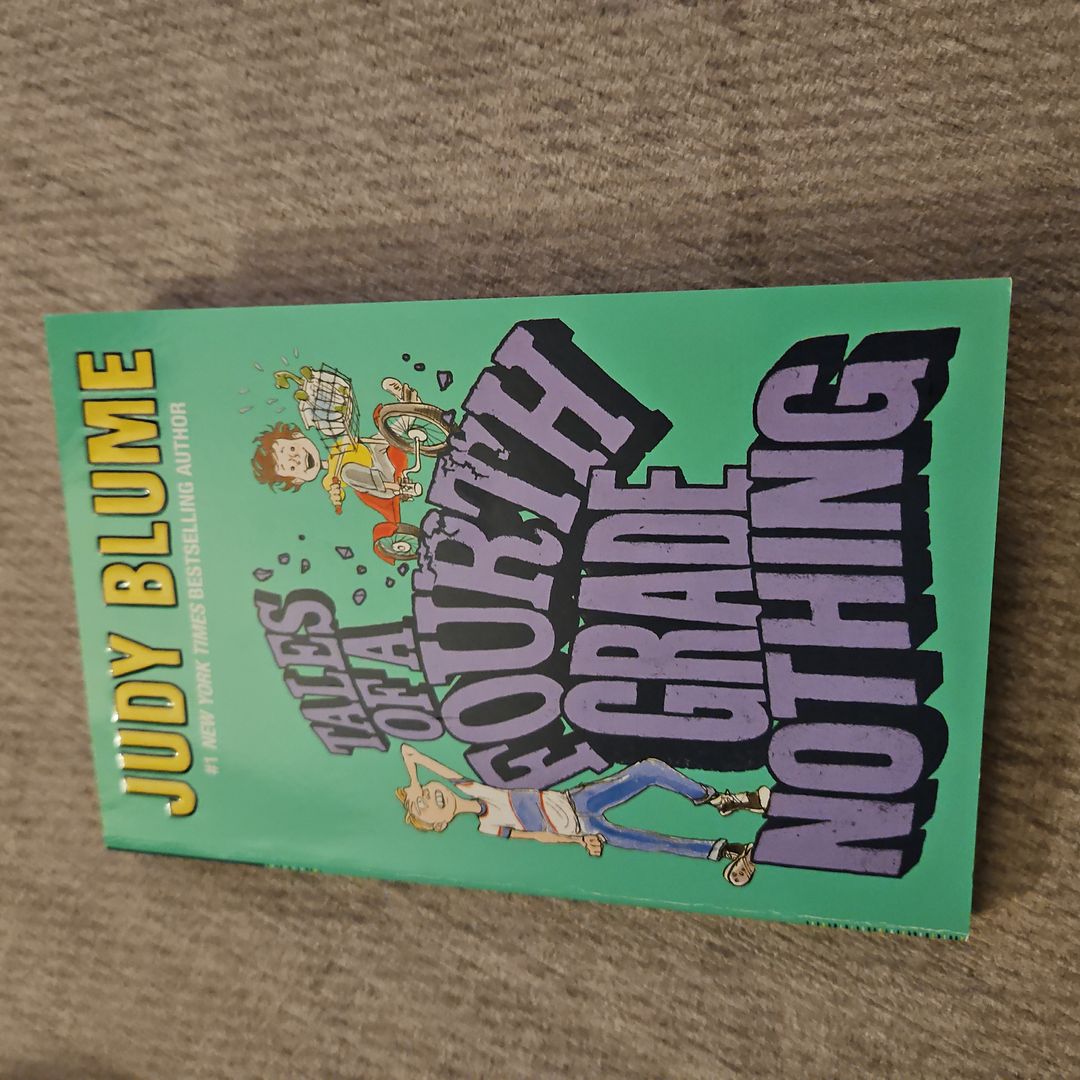 JUDY BLUME
#1 NEW YORK TIMES BESTSELLING AUTHOR
TALES
OF A
FOURTH
GRADE
NOTHING